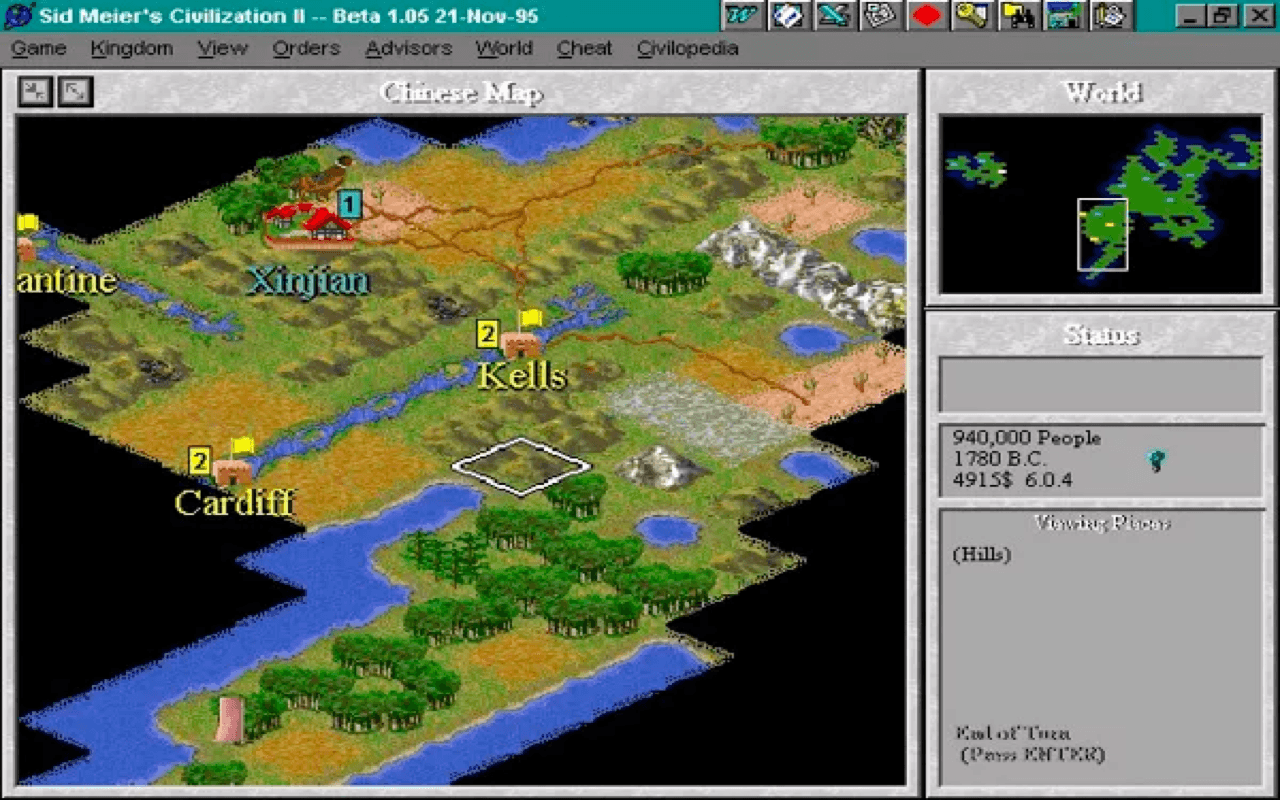 Sid Meier's Civilization II -- Beta 1.05 21-Nov-95
Game Kingdom View Orders Advisors World Cheat Civilopedia
Chinese Map
World
1
antine
Xinjian
2
Kells
2
Cardiff
Status
940,000 People
1780 B.C.
4915$ 6.0.4
Viewing Pieces
(Hills)
End of Turn
(Press ENTER)